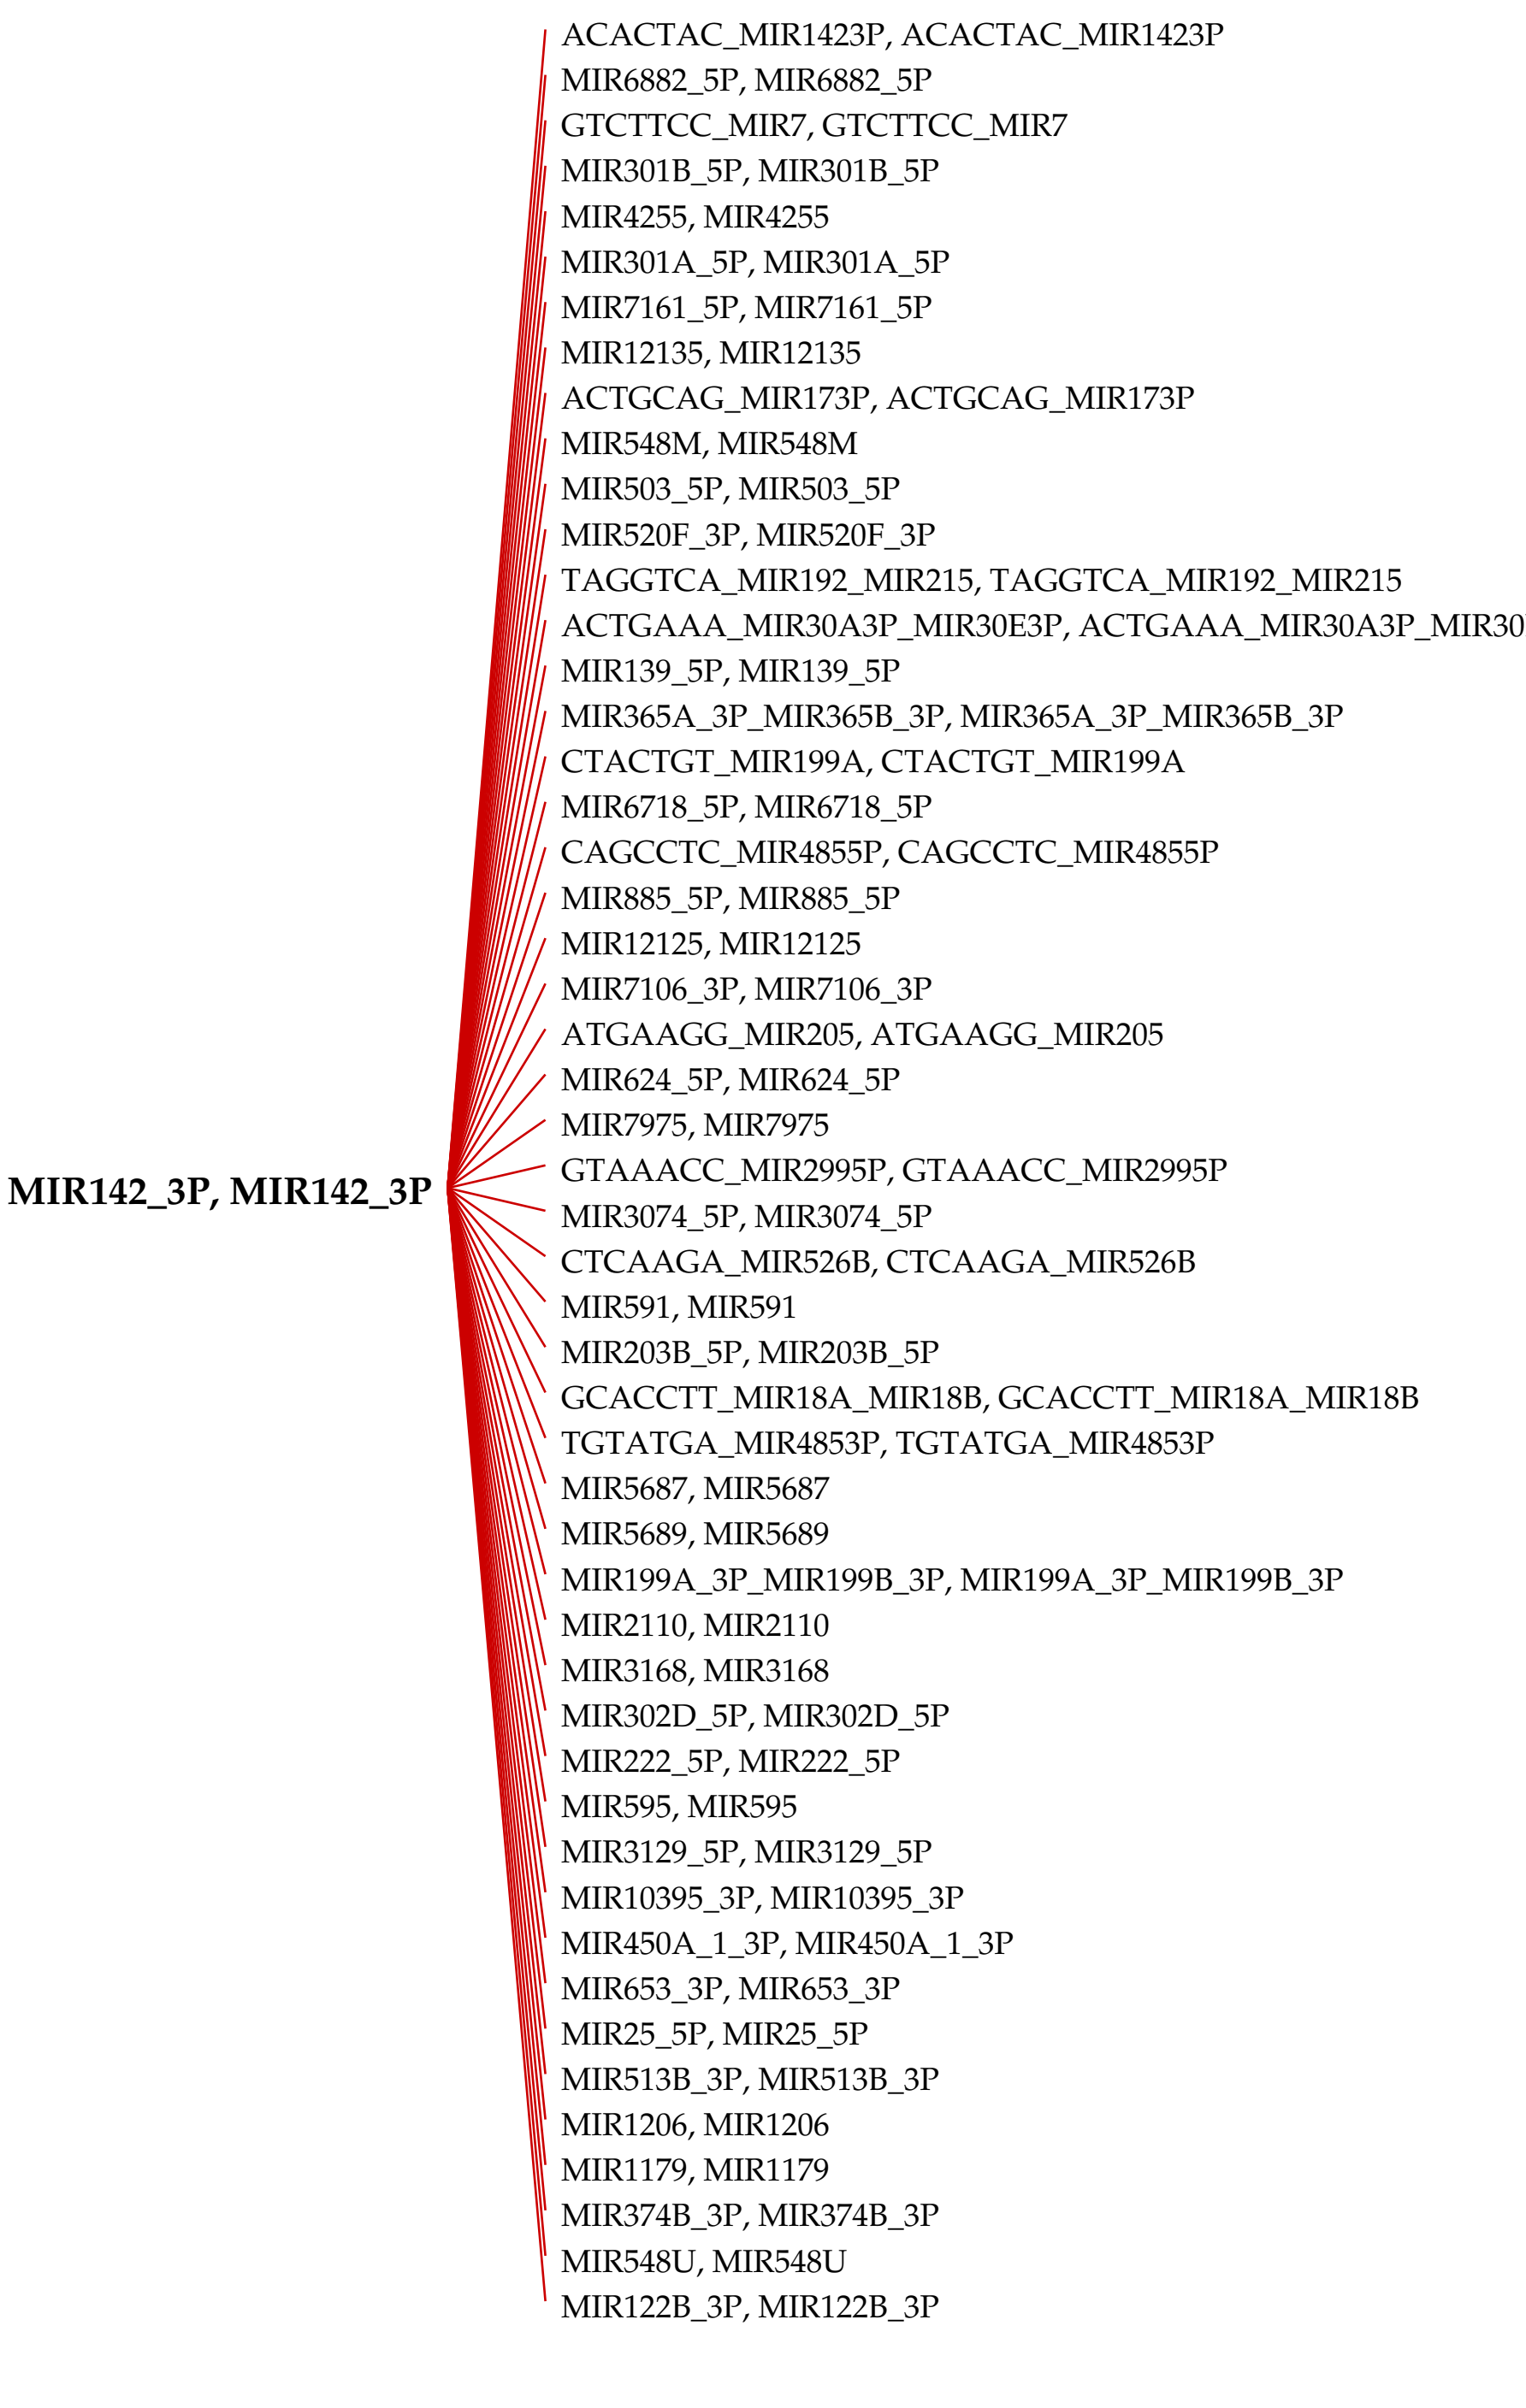 ACACTAC_MIR1423P, ACACTAC_MIR1423P
MIR6882_5P, MIR6882_5P
GTCTTCC_MIR7, GTCTTCC_MIR7
MIR301B_5P, MIR301B_5P
MIR4255, MIR4255
MIR301A_5P, MIR301A_5P
MIR7161_5P, MIR7161_5P
MIR12135, MIR12135
ACTGCAG_MIR173P, ACTGCAG_MIR173P
MIR548M, MIR548M
MIR503_5P, MIR503_5P
MIR520F_3P, MIR520F_3P
TAGGTCA_MIR192_MIR215, TAGGTCA_MIR192_MIR215
ACTGAAA_MIR30A3P_MIR30E3P, ACTGAAA_MIR30A3P_MIR30
MIR139_5P, MIR139_5P
MIR365A_3P_MIR365B_3P, MIR365A_3P_MIR365B_3P
CTACTGT_MIR199A, CTACTGT_MIR199A
MIR6718_5P, MIR6718_5P
CAGCCTC_MIR4855P, CAGCCTC_MIR4855P
MIR885_5P, MIR885_5P
MIR12125, MIR12125
MIR7106_3P, MIR7106_3P
ATGAAGG_MIR205, ATGAAGG_MIR205
MIR624_5P, MIR624_5P
MIR7975, MIR7975
GTAAACC_MIR2995P, GTAAACC_MIR2995P
MIR142_3P, MIR142_3P
MIR3074_5P, MIR3074_5P
CTCAAGA_MIR526B, CTCAAGA_MIR526B
MIR591, MIR591
MIR203B_5P, MIR203B_5P
GCACCTT_MIR18A_MIR18B, GCACCTT_MIR18A_MIR18B
TGTATGA_MIR4853P, TGTATGA_MIR4853P
MIR5687, MIR5687
MIR5689, MIR5689
MIR199A_3P_MIR199B_3P, MIR199A_3P_MIR199B_3P
MIR2110, MIR2110
MIR3168, MIR3168
MIR302D_5P, MIR302D_5P
MIR222_5P, MIR222_5P
MIR595, MIR595
MIR3129_5P, MIR3129_5P
MIR10395_3P, MIR10395_3P
MIR450A_1_3P, MIR450A_1_3P
MIR653_3P, MIR653_3P
MIR25_5P, MIR25_5P
MIR513B_3P, MIR513B_3P
MIR1206, MIR1206
MIR1179, MIR1179
MIR374B_3P, MIR374B_3P
MIR548U, MIR548U
MIR122B_3P, MIR122B_3P